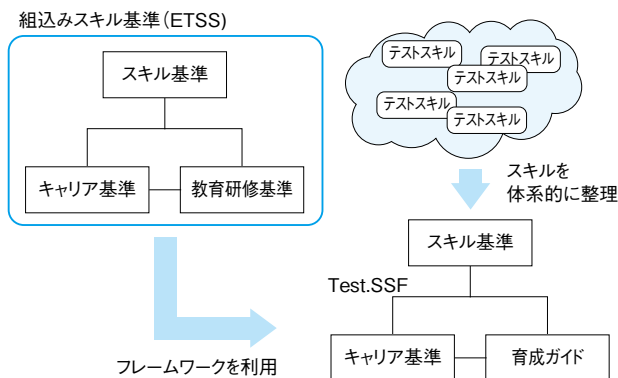 組込みスキル基準（ETSS）
スキル基準
キャリア基準
教育研修基準
テストスキル
テストスキル
テストスキル
テストスキル
テストスキル
スキルを
体系的に整理
スキル基準
Test.SSF
キャリア基準
育成ガイド
フレームワークを利用